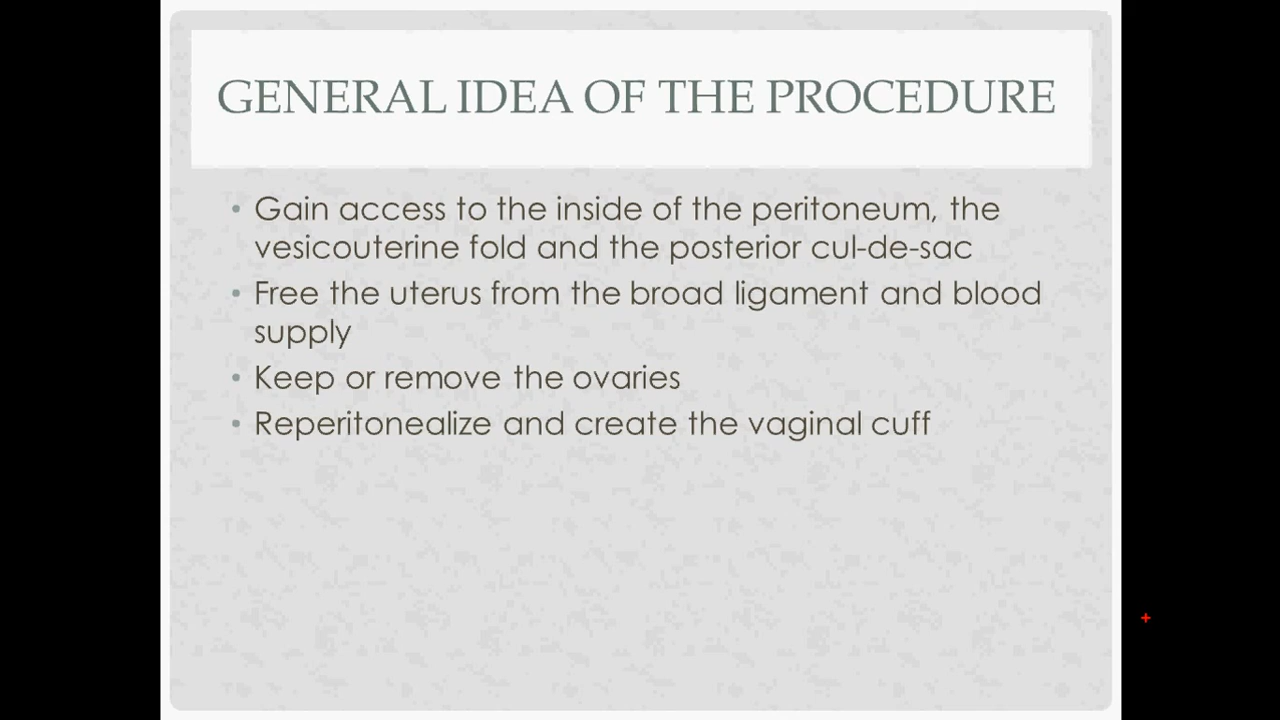 GENERAL IDEA OF THE PROCEDURE
• Gain access to the inside of the peritoneum, the
vesicouterine fold and the posterior cul-de-sac
• Free the uterus from the broad ligament and blood
supply
• Keep or remove the ovaries
• Reperitonealize and create the vaginal cuff